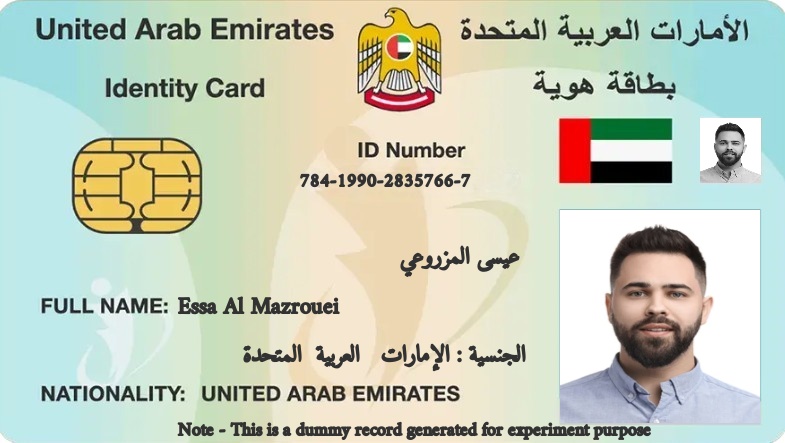 United Arab Emirates
الأمارات العربية المتحدة
Identity Card
بطاقة هوية
ID Number
784-1990-2835766-7
عيسى المزروعي
FULL NAME: Essa Al Mazrouei
الجنسية : الإمارات العربية المتحدة
NATIONALITY: UNITED ARAB EMIRATES
Note - This is a dummy record generated for experiment purpose